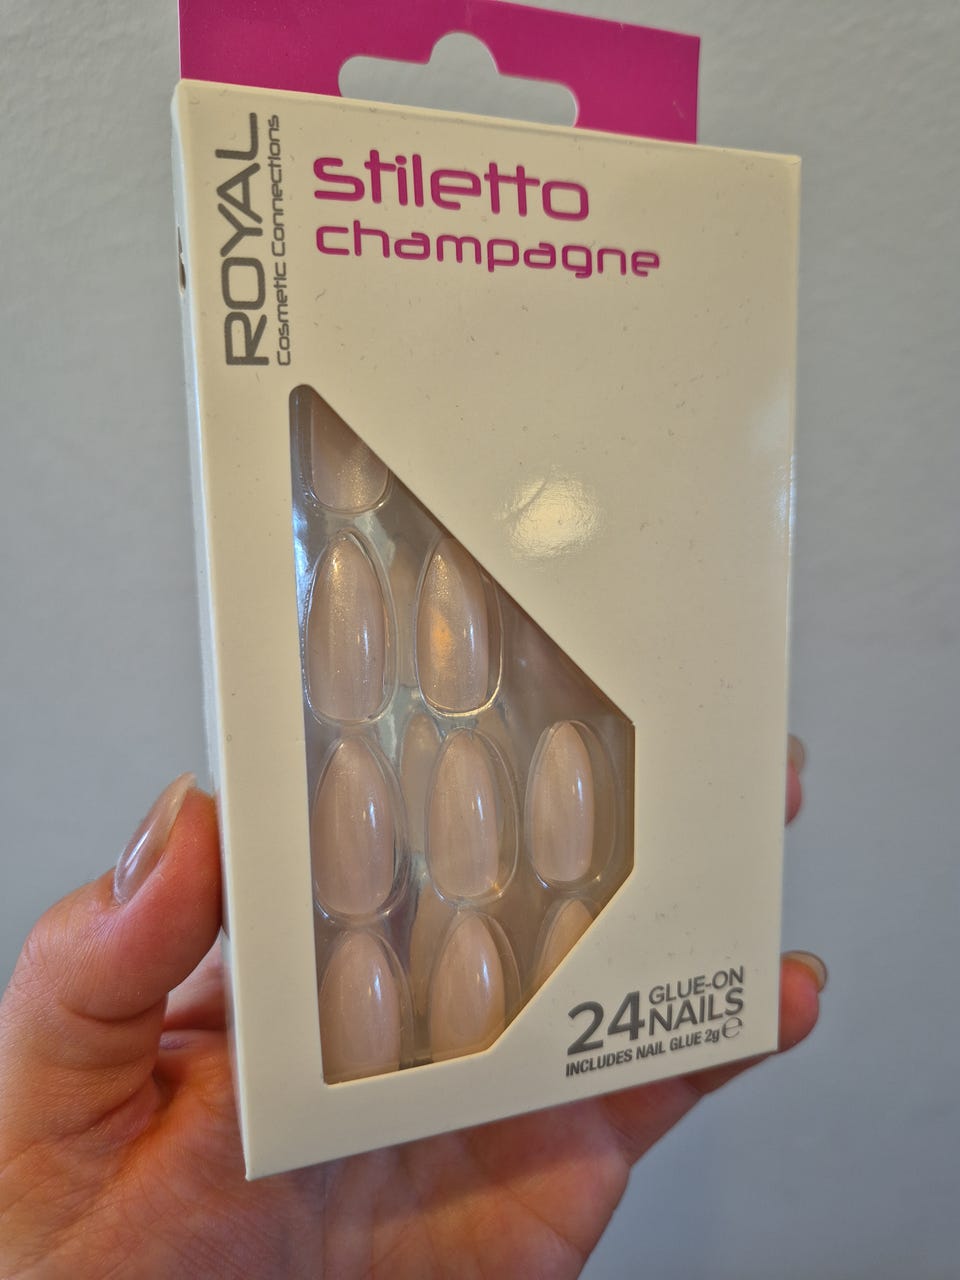 ROYAL
Cosmetic Connections
stiletto
champagne
24 GLUE-ON
NAILS ℮
INCLUDES NAIL GLUE 2g